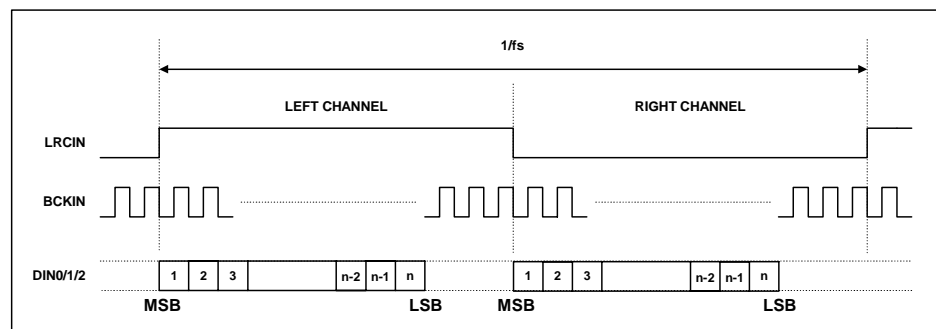 1/fs
LEFT CHANNEL RIGHT CHANNEL
LRCIN
BCKIN
DIN0/1/2 1 2 3 n-2 n-1 n 1 2 3 n-2 n-1 n
MSB LSB MSB LSB